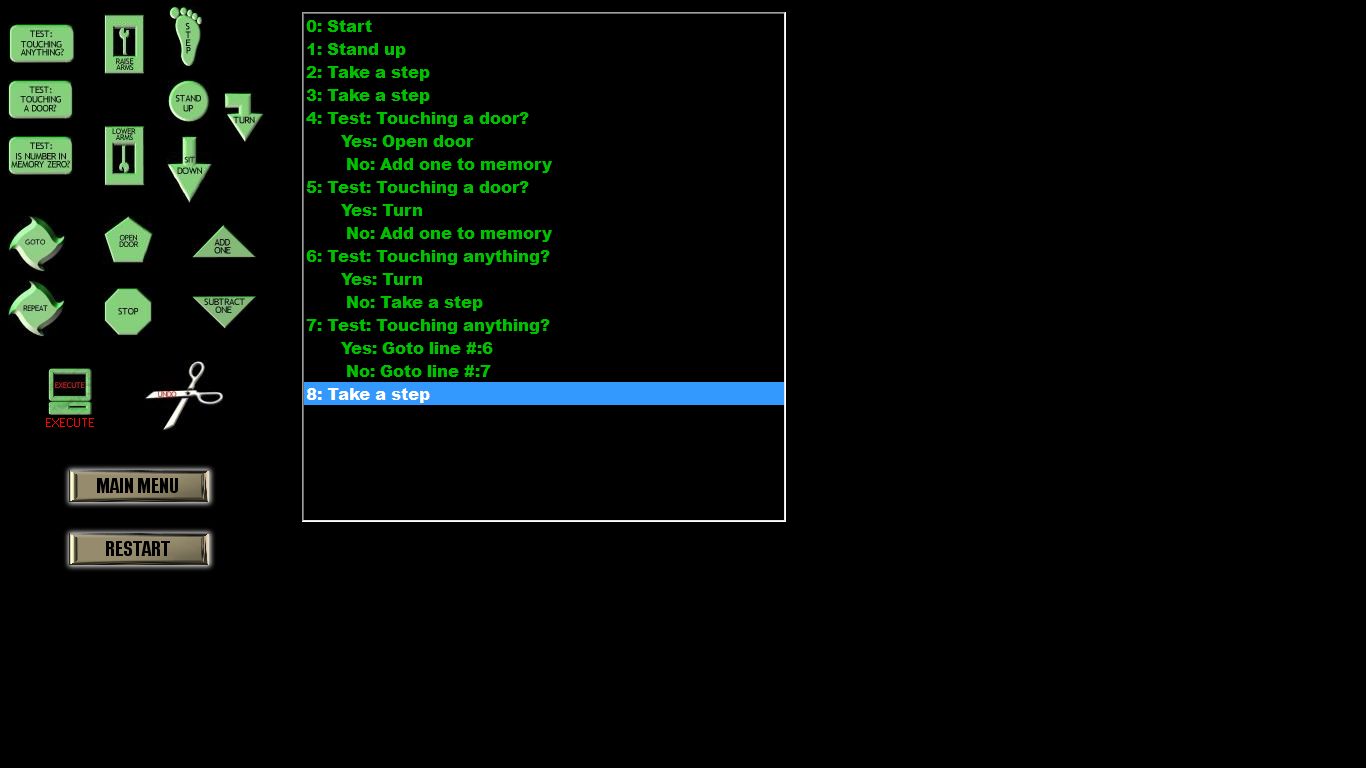 TEST:
TOUCHING
ANYTHING?
RAISE
ARMS
STEP
TEST:
TOUCHING
A DOOR?
STAND
UP
TURN
TEST:
IS NUMBER IN
MEMORY ZERO?
LOWER
ARMS
SIT
DOWN
GOTO
OPEN
DOOR
ADD
ONE
REPEAT
STOP
SUBTRACT
ONE
EXECUTE
EXECUTE
UNDO
MAIN MENU
RESTART
0: Start
1: Stand up
2: Take a step
3: Take a step
4: Test: Touching a door?
Yes: Open door
No: Add one to memory
5: Test: Touching a door?
Yes: Turn
No: Add one to memory
6: Test: Touching anything?
Yes: Turn
No: Take a step
7: Test: Touching anything?
Yes: Goto line #:6
No: Goto line #:7
8: Take a step